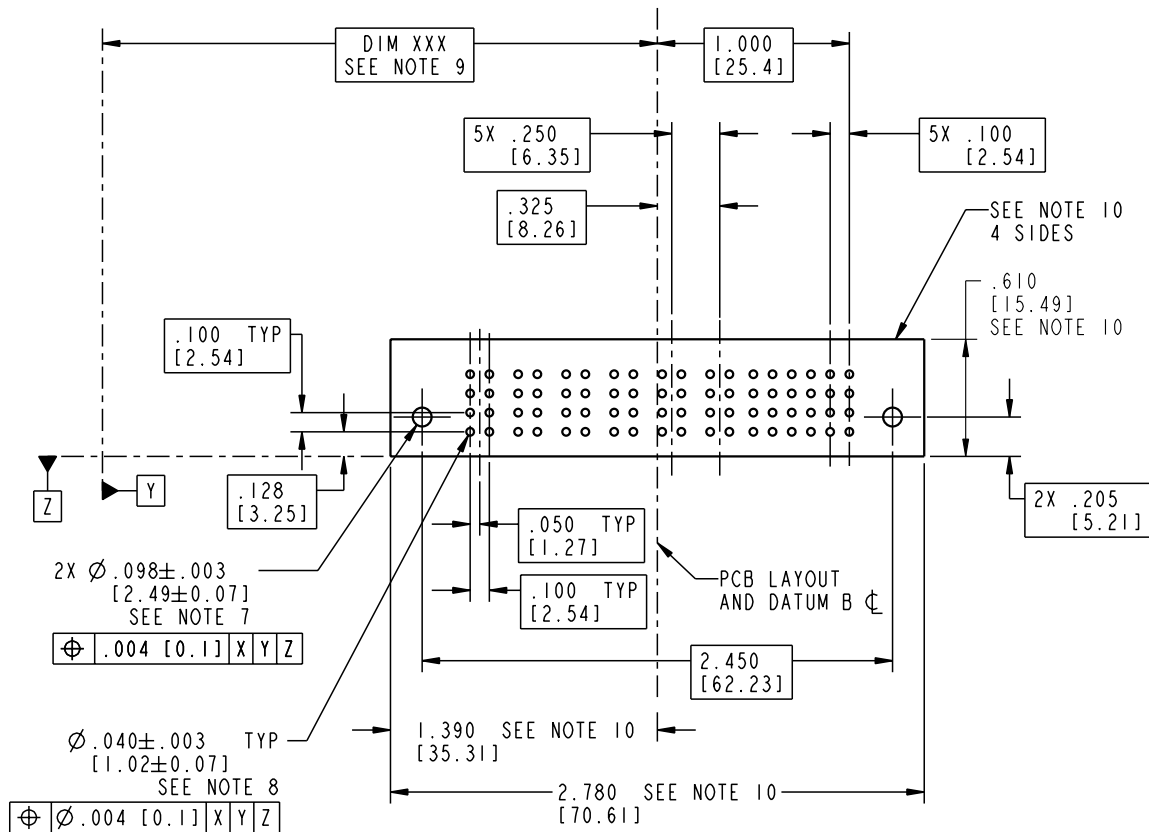 DIM XXX
SEE NOTE 9
1.000
[25.4]
5X .250
[6.35]
5X .100
[2.54]
.325
[8.26]
SEE NOTE 10
4 SIDES
.610
[15.49]
SEE NOTE 10
.100 TYP
[2.54]
Z
Y
.128
[3.25]
2X .205
[5.21]
.050 TYP
[1.27]
2X Ø .098±.003
[2.49±0.07]
SEE NOTE 7
⌖ .004 [0.1] X Y Z
.100 TYP
[2.54]
PCB LAYOUT
AND DATUM B ℄
2.450
[62.23]
1.390 SEE NOTE 10
[35.31]
Ø .040±.003 TYP
[1.02±0.07]
SEE NOTE 8
⌖ Ø .004 [0.1] X Y Z
2.780 SEE NOTE 10
[70.61]